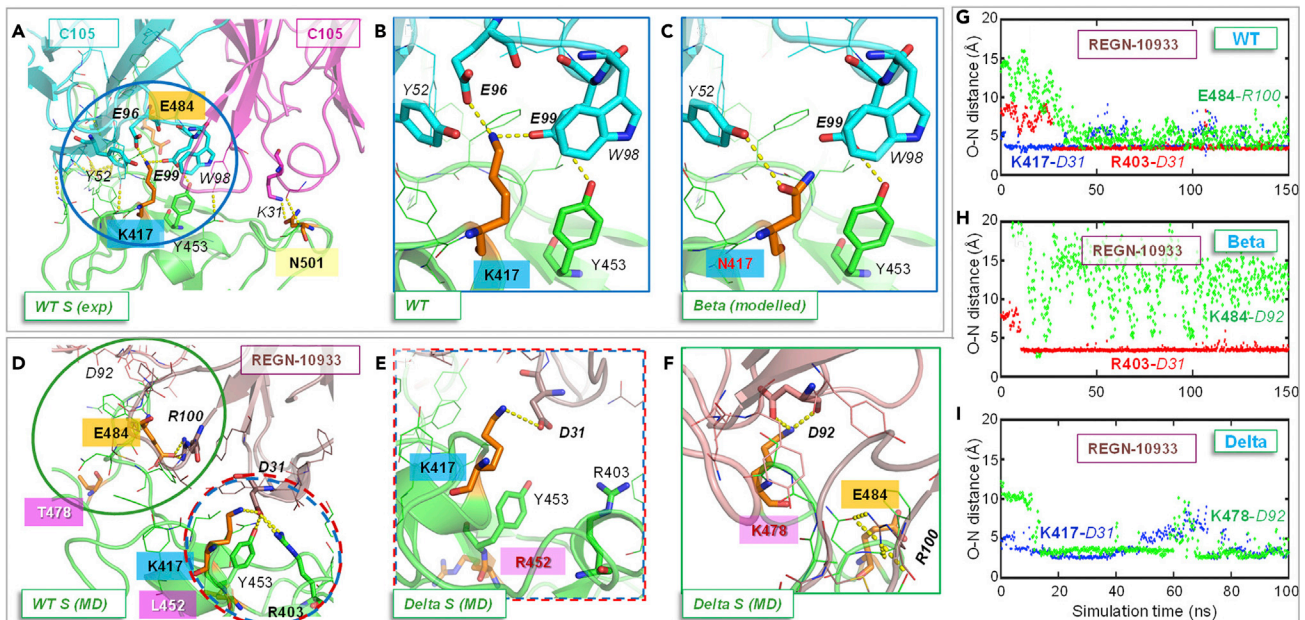 A
C105
C105
E96
E484
Y52
E99
W98
K31
K417
Y453
N501
WT S (exp)
B
E96
Y52
E99
W98
K417
Y453
WT
C
Y52
E99
W98
N417
Y453
Beta (modelled)
D
REGN-10933
D92
R100
E484
D31
T478
K417
Y453
L452
R403
WT S (MD)
E
D31
K417
R403
Y453
R452
Delta S (MD)
F
D92
E484
K478
R100
Delta S (MD)
G
20
15
10
5
0
O-N distance (Å)
REGN-10933
WT
E484-R100
K417-D31
R403-D31
50
100
150
H
20
15
10
5
0
O-N distance (Å)
REGN-10933
Beta
K484-D92
R403-D31
0
50
100
150
I
20
15
10
5
0
O-N distance (Å)
REGN-10933
Delta
K417-D31
K478-D92
0
20
40
60
80
100
Simulation time (ns)